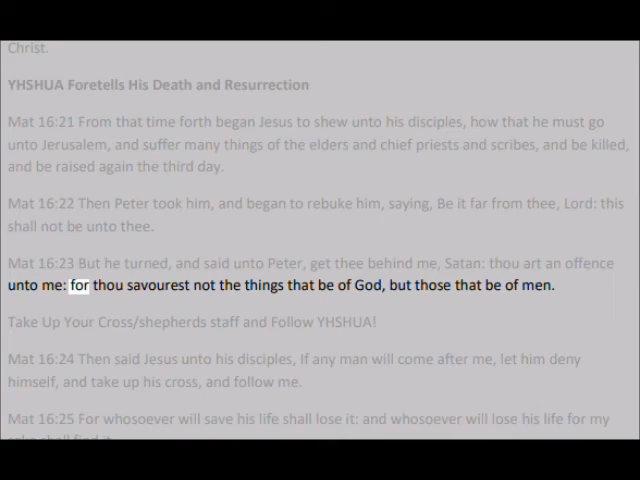 Christ.
YHSHUA Foretells His Death and Resurrection
Mat 16:21 From that time forth began Jesus to shew unto his disciples, how that he must go
unto Jerusalem, and suffer many things of the elders and chief priests and scribes, and be killed,
and be raised again the third day.
Mat 16:22 Then Peter took him, and began to rebuke him, saying, Be it far from thee, Lord: this
shall not be unto thee.
Mat 16:23 But he turned, and said unto Peter, get thee behind me, Satan: thou art an offence
unto me: for thou savourest not the things that be of God, but those that be of men.
Take Up Your Cross/shepherds staff and Follow YHSHUA!
Mat 16:24 Then said Jesus unto his disciples, If any man will come after me, let him deny
himself, and take up his cross, and follow me.
Mat 16:25 For whosoever will save his life shall lose it: and whosoever will lose his life for my
sake shall find it.